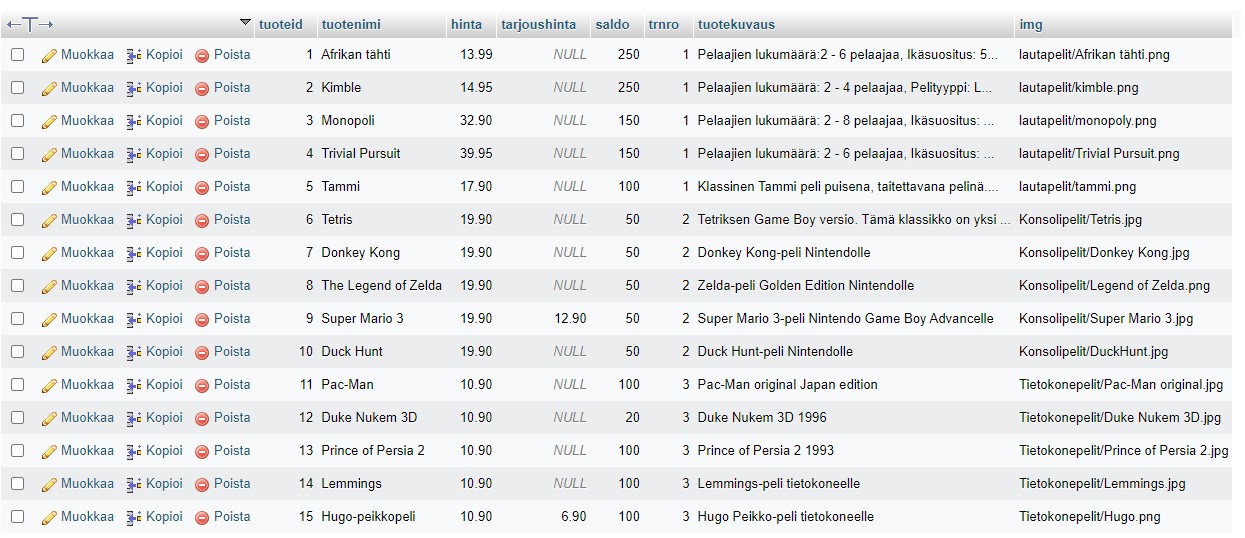 ←T→ tuoteid tuotenimi hinta tarjoushinta saldo trnro tuotekuvaus img
Muokkaa Kopioi Poista 1 Afrikan tähti 13.99 NULL 250 1 Pelaajien lukumäärä:2 - 6 pelaajaa, Ikäsuositus: 5... lautapelit/Afrikan tähti.png
Muokkaa Kopioi Poista 2 Kimble 14.95 NULL 250 1 Pelaajien lukumäärä: 2 - 4 pelaajaa, Pelityyppi: L... lautapelit/kimble.png
Muokkaa Kopioi Poista 3 Monopoli 32.90 NULL 150 1 Pelaajien lukumäärä: 2 - 8 pelaajaa, Ikäsuositus: ... lautapelit/monopoly.png
Muokkaa Kopioi Poista 4 Trivial Pursuit 39.95 NULL 150 1 Pelaajien lukumäärä: 2 - 6 pelaajaa, Ikäsuositus: ... lautapelit/Trivial Pursuit.png
Muokkaa Kopioi Poista 5 Tammi 17.90 NULL 100 1 Klassinen Tammi peli puisena, taitettavana pelinä.... lautapelit/tammi.png
Muokkaa Kopioi Poista 6 Tetris 19.90 NULL 50 2 Tetriksen Game Boy versio. Tämä klassikko on yksi ... Konsolipelit/Tetris.jpg
Muokkaa Kopioi Poista 7 Donkey Kong 19.90 NULL 50 2 Donkey Kong-peli Nintendolle Konsolipelit/Donkey Kong.jpg
Muokkaa Kopioi Poista 8 The Legend of Zelda 19.90 NULL 50 2 Zelda-peli Golden Edition Nintendolle Konsolipelit/Legend of Zelda.png
Muokkaa Kopioi Poista 9 Super Mario 3 19.90 12.90 50 2 Super Mario 3-peli Nintendo Game Boy Advancelle Konsolipelit/Super Mario 3.jpg
Muokkaa Kopioi Poista 10 Duck Hunt 19.90 NULL 50 2 Duck Hunt-peli Nintendolle Konsolipelit/DuckHunt.jpg
Muokkaa Kopioi Poista 11 Pac-Man 10.90 NULL 100 3 Pac-Man original Japan edition Tietokonepelit/Pac-Man original.jpg
Muokkaa Kopioi Poista 12 Duke Nukem 3D 10.90 NULL 20 3 Duke Nukem 3D 1996 Tietokonepelit/Duke Nukem 3D.jpg
Muokkaa Kopioi Poista 13 Prince of Persia 2 10.90 NULL 100 3 Prince of Persia 2 1993 Tietokonepelit/Prince of Persia 2.jpg
Muokkaa Kopioi Poista 14 Lemmings 10.90 NULL 100 3 Lemmings-peli tietokoneelle Tietokonepelit/Lemmings.jpg
Muokkaa Kopioi Poista 15 Hugo-peikkopeli 10.90 6.90 100 3 Hugo Peikko-peli tietokoneelle Tietokonepelit/Hugo.png